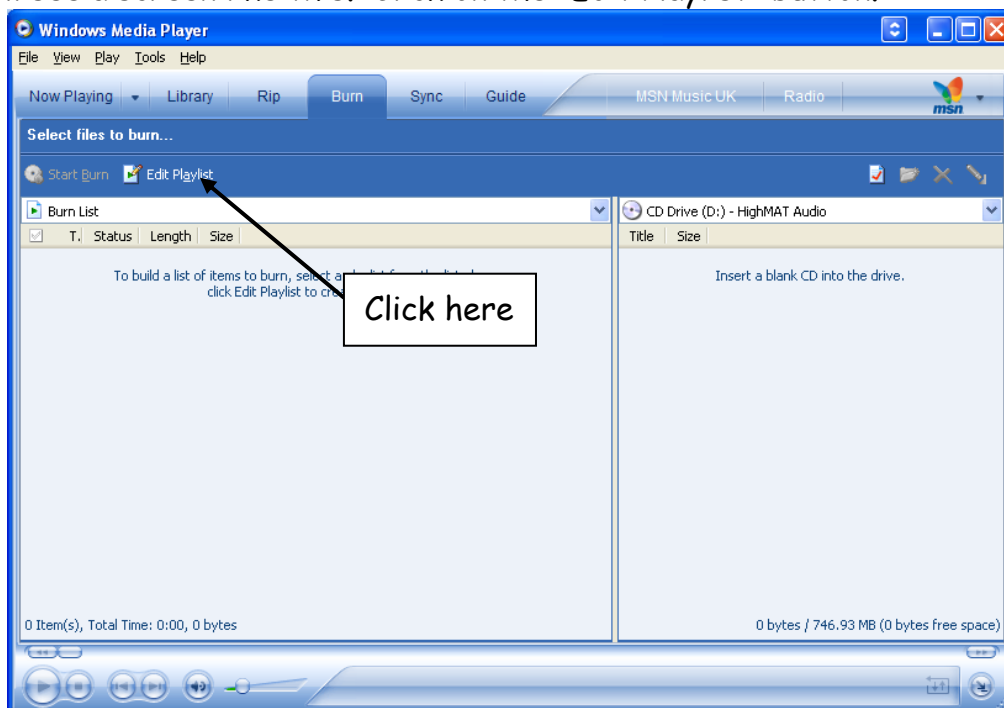 Windows Media Player
File View Play Tools Help
Now Playing Library Rip Burn Sync Guide MSN Music UK Radio
msn
Select files to burn...
Start Burn Edit Playlist
Burn List
CD Drive (D:) - HighMAT Audio
T. Status Length Size
Title Size
To build a list of items to burn,
click Edit Playlist to
Insert a blank CD into the drive.
Click here
0 Item(s), Total Time: 0:00, 0 bytes
0 bytes / 746.93 MB (0 bytes free space)